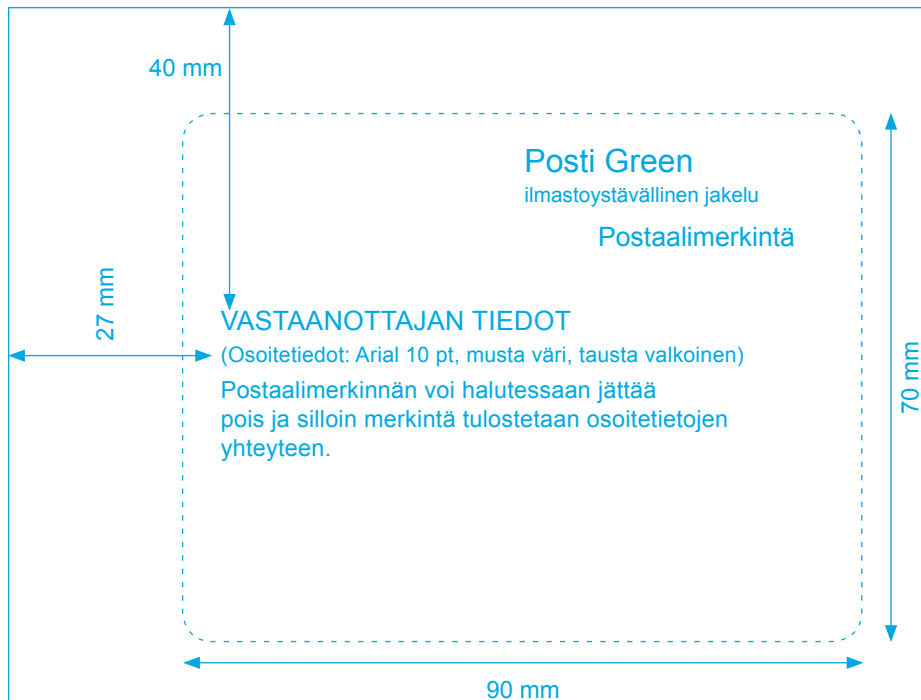 40 mm
Posti Green
ilmastoystävällinen jakelu
Postaalimerkintä
27 mm
VASTAANOTTAJAN TIEDOT
(Osoitetiedot: Arial 10 pt, musta väri, tausta valkoinen)
Postaalimerkinnän voi halutessaan jättää
pois ja silloin merkintä tulostetaan osoitetietojen
yhteyteen.
70 mm
90 mm